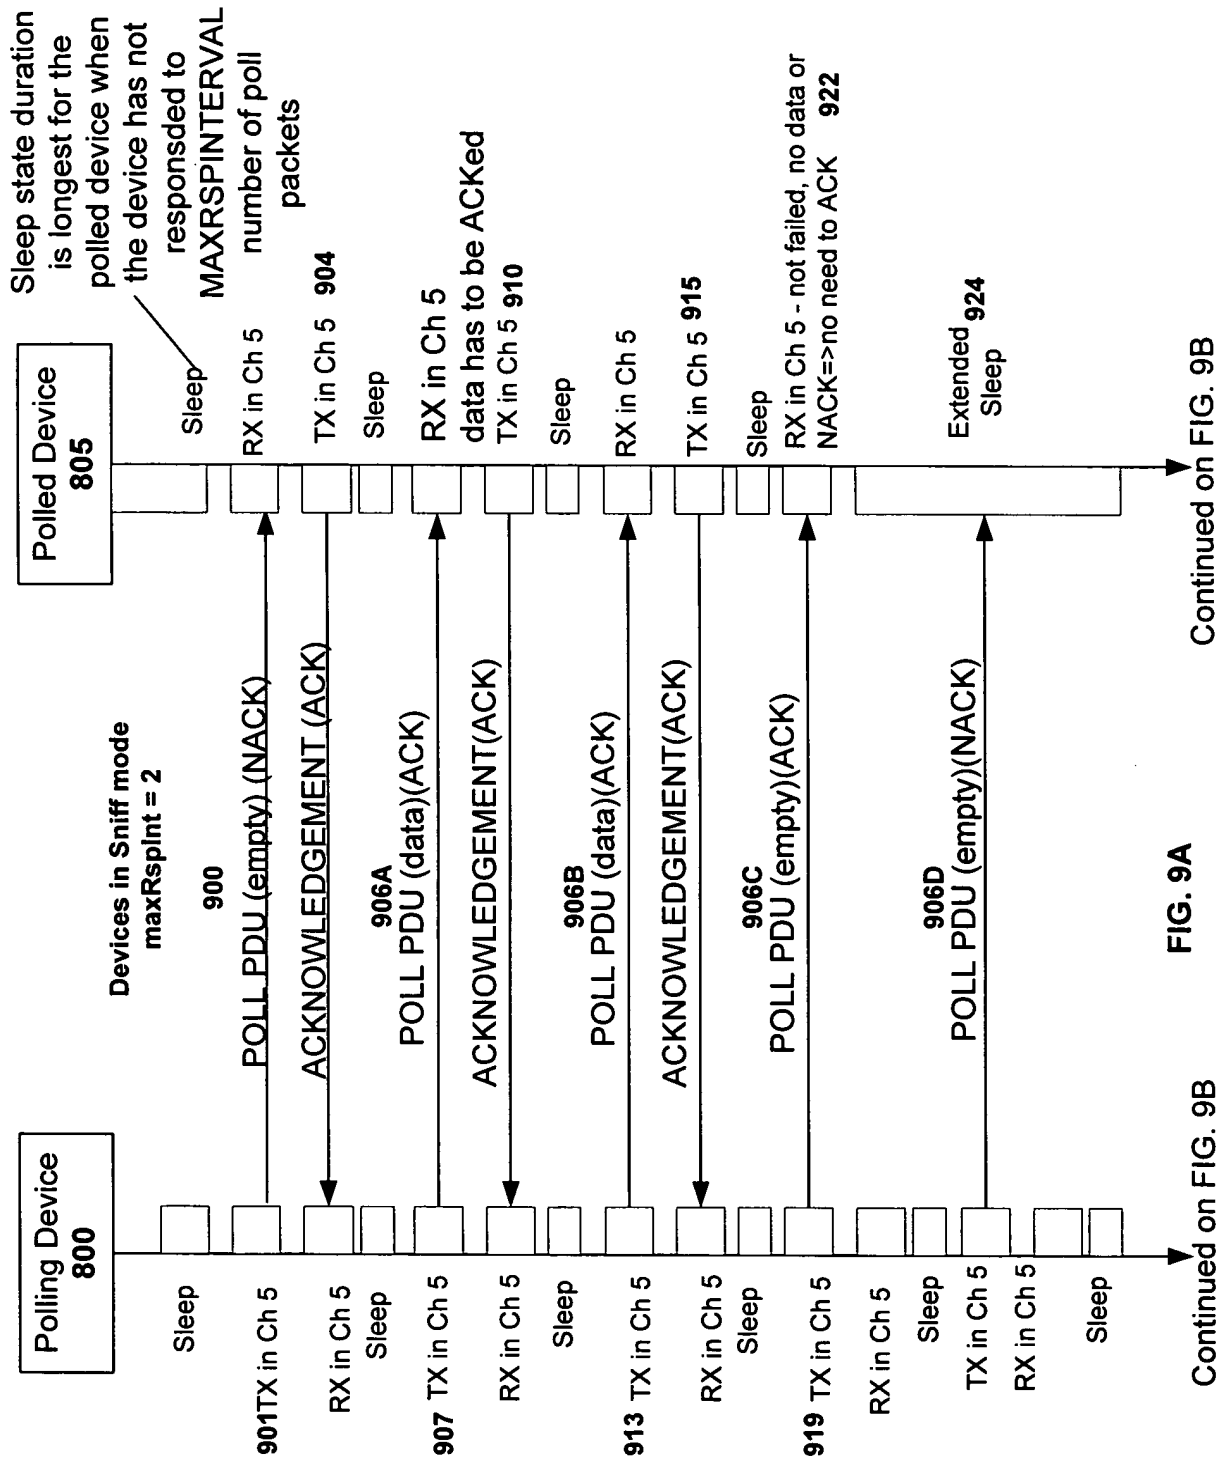 Polling Device
800
Polled Device
805
Devices in Sniff mode
maxRspInt = 2
Sleep state duration
is longest for the
polled device when
the device has not
responsded to
MAXRSPINTERVAL
number of poll
packets
Sleep
Sleep
900
901TX in Ch 5
POLL PDU (empty) (NACK)
RX in Ch 5
RX in Ch 5
ACKNOWLEDGEMENT (ACK)
TX in Ch 5 904
Sleep
Sleep
906A
907 TX in Ch 5
POLL PDU (data)(ACK)
RX in Ch 5
data has to be ACKed
RX in Ch 5
ACKNOWLEDGEMENT(ACK)
TX in Ch 5 910
Sleep
Sleep
906B
913 TX in Ch 5
POLL PDU (data)(ACK)
RX in Ch 5
RX in Ch 5
ACKNOWLEDGEMENT(ACK)
TX in Ch 5 915
Sleep
Sleep
906C
919 TX in Ch 5
POLL PDU (empty)(ACK)
RX in Ch 5 - not failed, no data or
NACK=>no need to ACK 922
RX in Ch 5
Sleep
906D
TX in Ch 5
POLL PDU (empty)(NACK)
Extended
Sleep
924
RX in Ch 5
Sleep
Continued on FIG. 9B
FIG. 9A
Continued on FIG. 9B